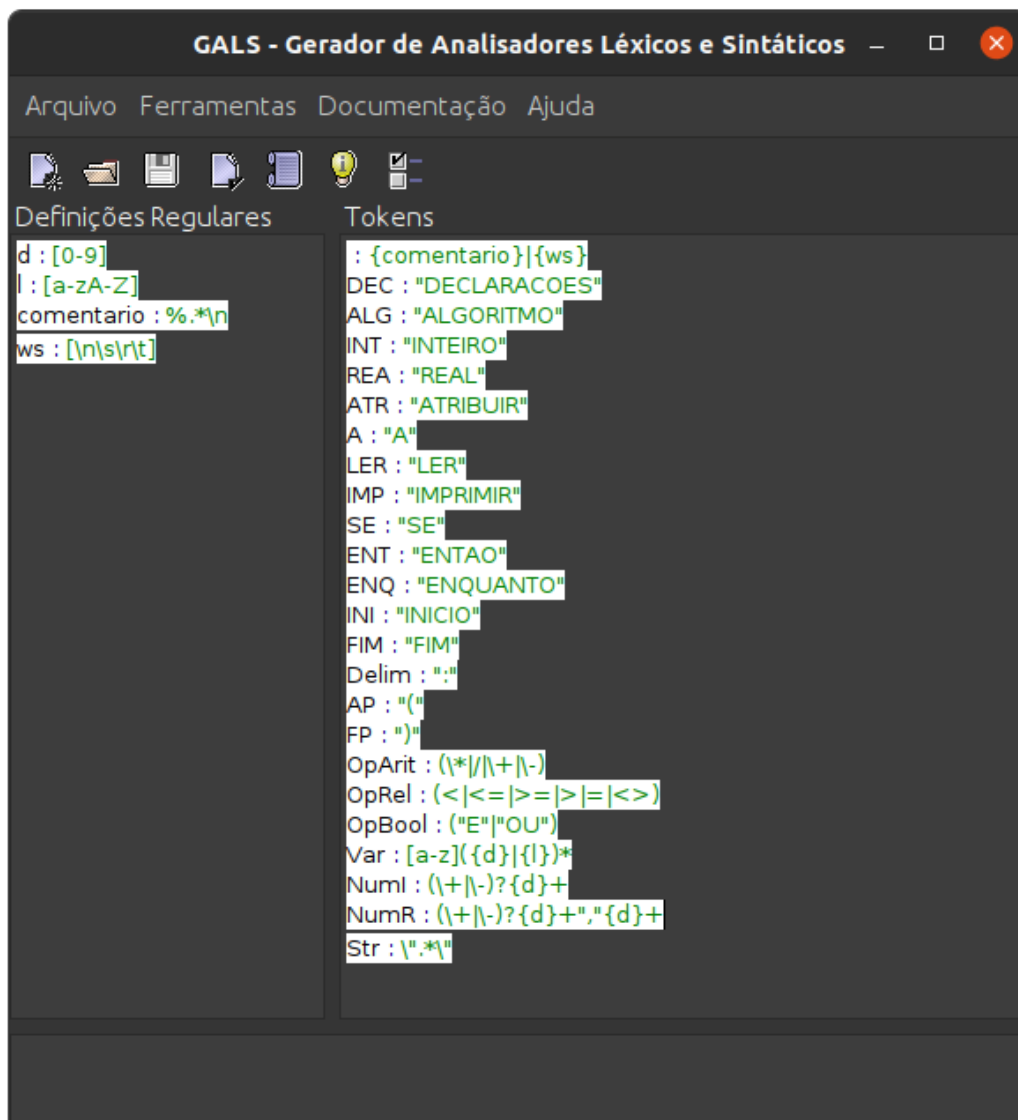 GALS - Gerador de Analisadores Léxicos e Sintáticos
Arquivo Ferramentas Documentação Ajuda
Definições Regulares
d : [0-9]
l : [a-zA-Z]
comentario : %.*\n
ws : [\n\s\r\t]
Tokens
 : {comentario}|{ws}
DEC : "DECLARACOES"
ALG : "ALGORITMO"
INT : "INTEIRO"
REA : "REAL"
ATR : "ATRIBUIR"
A : "A"
LER : "LER"
IMP : "IMPRIMIR"
SE : "SE"
ENT : "ENTAO"
ENQ : "ENQUANTO"
INI : "INICIO"
FIM : "FIM"
Delim : ":"
AP : "("
FP : ")"
OpArit : (\*|/|\+|\-)
OpRel : (<|<=|>=|>|=|<>)
OpBool : ("E"|"OU")
Var : [a-z]({d}|{l})*
NumI : (\+|\-)?{d}+
NumR : (\+|\-)?{d}+","{d}+
Str : \".*\"